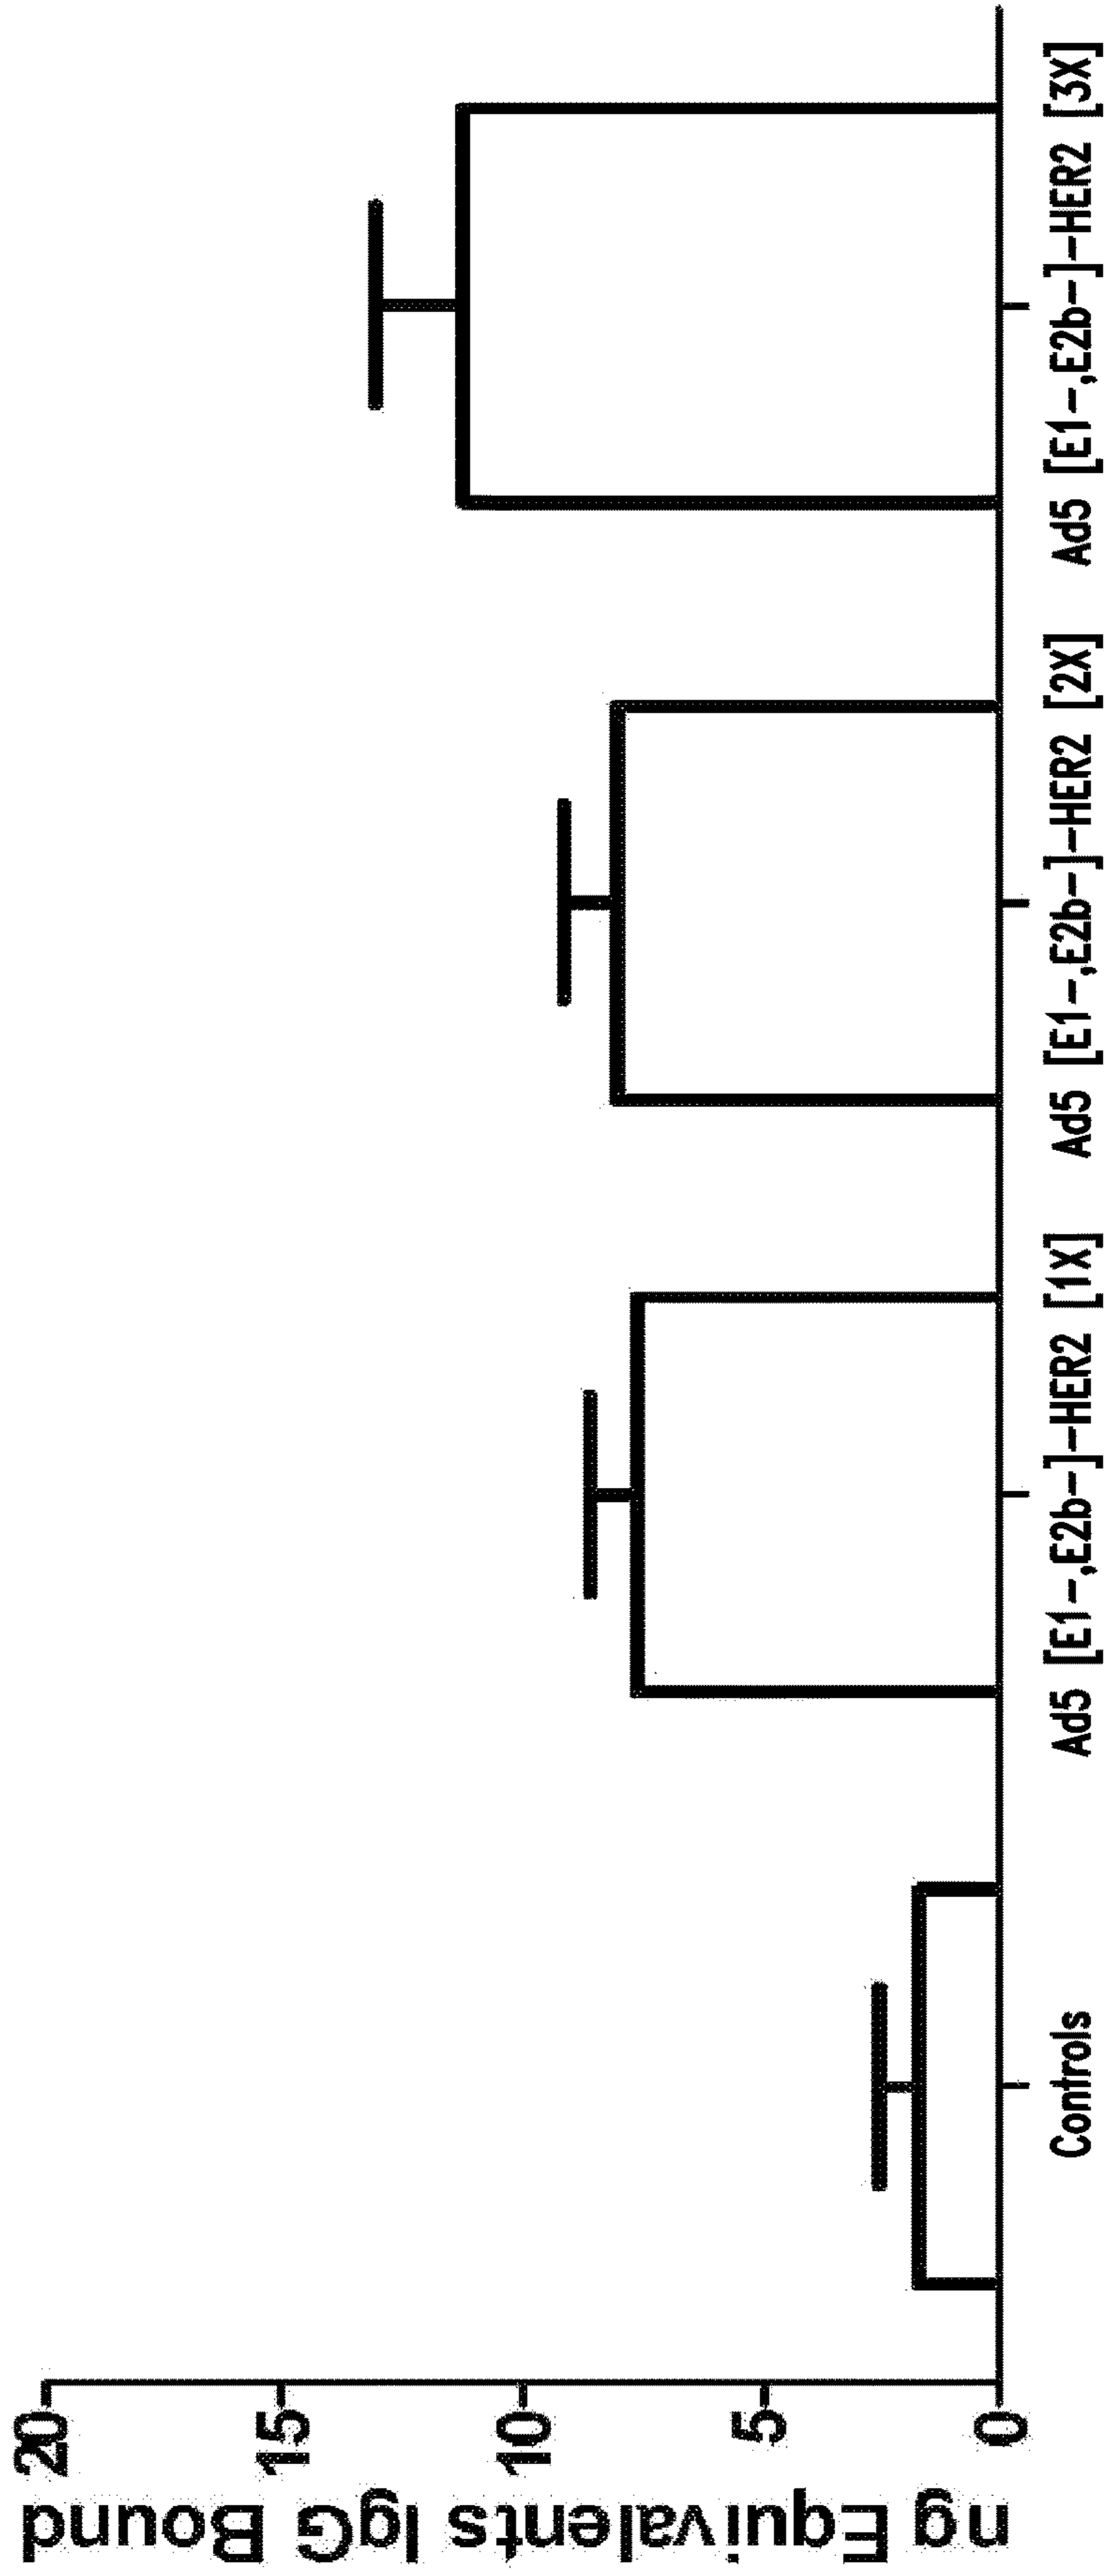 ng Equivalents IgG Bound
20
15
10
5
0
Controls
Ad5 [E1-,E2b-]-HER2 [1X]
Ad5 [E1-,E2b-]-HER2 [2X]
Ad5 [E1-,E2b-]-HER2 [3X]